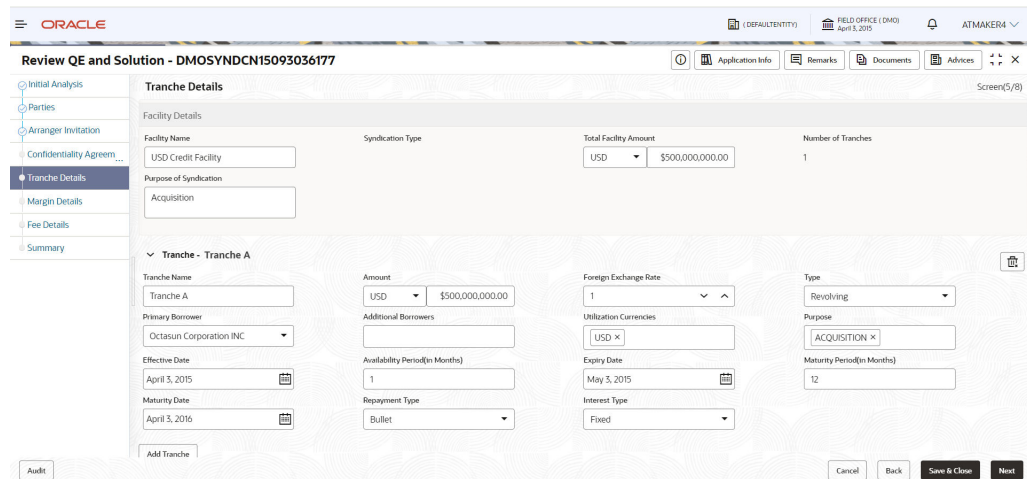 ORACLE
(DEFAULTENTITY)
FIELD OFFICE ( DMO)
April 3, 2015
ATMAKER4
Review QE and Solution - DMOSYNDCN15093036177
Application Info
Remarks
Documents
Advices
Initial Analysis
Parties
Arranger Invitation
Confidentiality Agreem...
Tranche Details
Margin Details
Fee Details
Summary
Tranche Details
Screen(5/8)
Facility Details
Facility Name
Syndication Type
Total Facility Amount
Number of Tranches
USD Credit Facility
USD
$500,000,000.00
1
Purpose of Syndication
Acquisition
Tranche - Tranche A
Tranche Name
Amount
Foreign Exchange Rate
Type
Tranche A
USD
$500,000,000.00
1
Revolving
Primary Borrower
Additional Borrowers
Utilization Currencies
Purpose
Octasun Corporation INC
USD ×
ACQUISITION ×
Effective Date
Availability Period(in Months)
Expiry Date
Maturity Period(in Months)
April 3, 2015
1
May 3, 2015
12
Maturity Date
Repayment Type
Interest Type
April 3, 2016
Bullet
Fixed
Add Tranche
Audit
Cancel
Back
Save & Close
Next